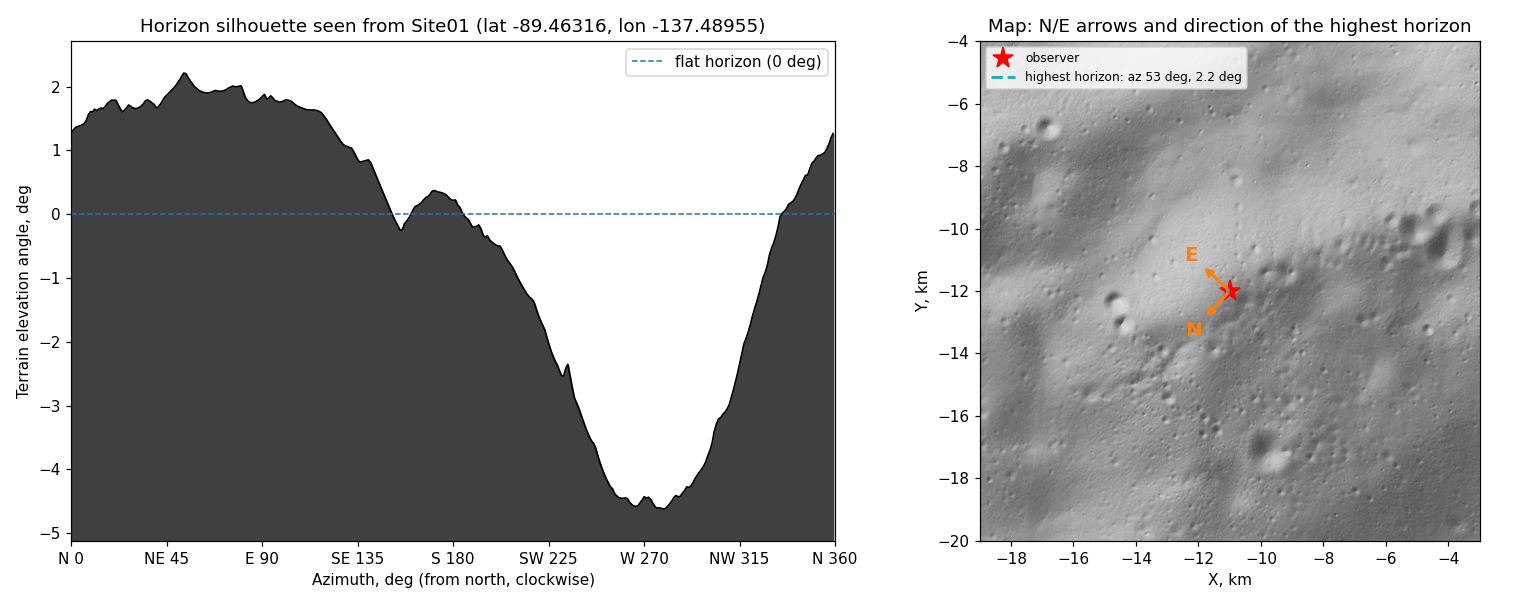 Horizon silhouette seen from Site01 (lat -89.46316, lon -137.48955)
flat horizon (0 deg)
Terrain elevation angle, deg
2
1
0
−1
−2
−3
−4
−5
N 0 NE 45 E 90 SE 135 S 180 SW 225 W 270 NW 315 N 360
Azimuth, deg (from north, clockwise)
Map: N/E arrows and direction of the highest horizon
observer
highest horizon: az 53 deg, 2.2 deg
E
N
Y, km
−4
−6
−8
−10
−12
−14
−16
−18
−20
−18 −16 −14 −12 −10 −8 −6 −4
X, km